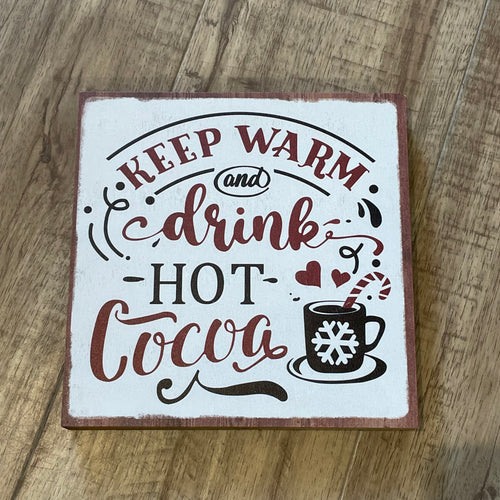 KEEP WARM
and
drink
HOT
Cocoa